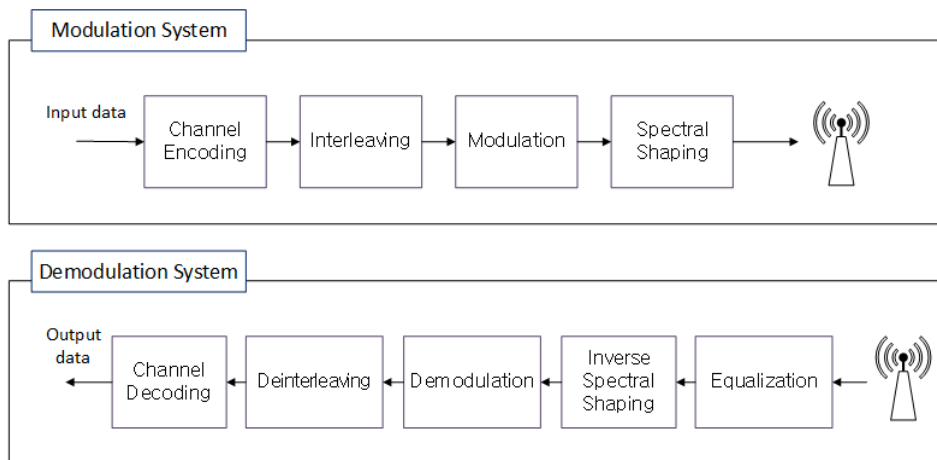 Modulation System
Input data
Channel
Encoding
Interleaving
Modulation
Spectral
Shaping
Demodulation System
Output
data
Channel
Decoding
Deinterleaving
Demodulation
Inverse
Spectral
Shaping
Equalization